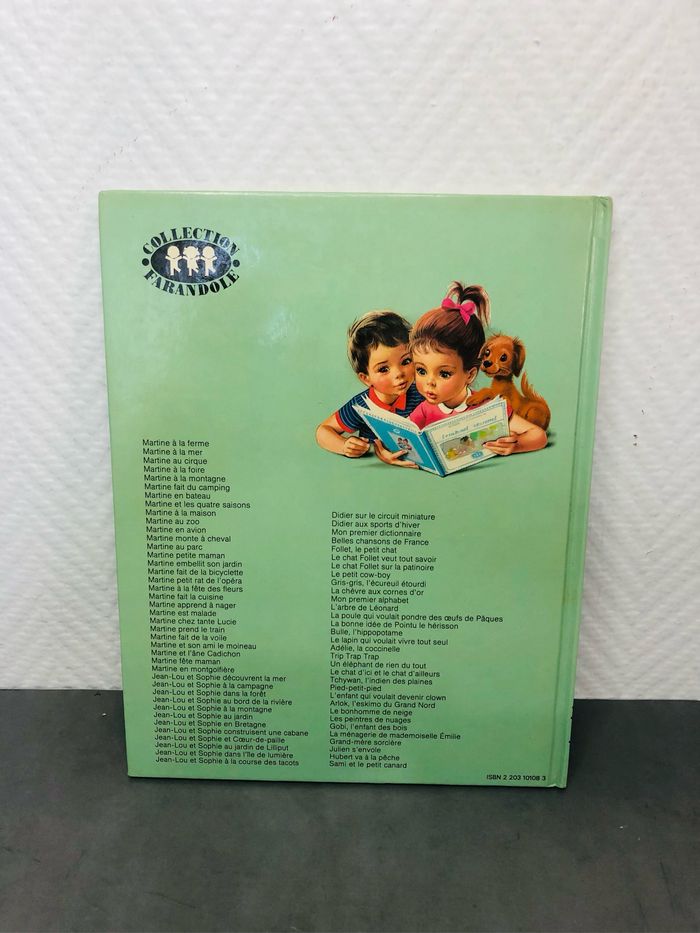 COLLECTION
FARANDOLE
Martine à la ferme
Martine à la mer
Martine au cirque
Martine à la foire
Martine à la montagne
Martine fait du camping
Martine en bateau
Martine et les quatre saisons
Martine à la maison
Martine au zoo
Martine en avion
Martine monte à cheval
Martine au parc
Martine petite maman
Martine embellit son jardin
Martine fait de la bicyclette
Martine petit rat de l'opéra
Martine à la fête des fleurs
Martine fait la cuisine
Martine apprend à nager
Martine est malade
Martine chez tante Lucie
Martine prend le train
Martine fait de la voile
Martine et son ami le moineau
Martine et l'âne Cadichon
Martine fête maman
Martine en montgolfière
Jean-Lou et Sophie découvrent la mer
Jean-Lou et Sophie à la campagne
Jean-Lou et Sophie dans la forêt
Jean-Lou et Sophie au bord de la rivière
Jean-Lou et Sophie à la montagne
Jean-Lou et Sophie au jardin
Jean-Lou et Sophie en Bretagne
Jean-Lou et Sophie construisent une cabane
Jean-Lou et Sophie et Cœur-de-paille
Jean-Lou et Sophie au jardin de Lilliput
Jean-Lou et Sophie dans l'île de lumière
Jean-Lou et Sophie à la course des tacots
Didier sur le circuit miniature
Didier aux sports d'hiver
Mon premier dictionnaire
Belles chansons de France
Follet, le petit chat
Le chat Follet veut tout savoir
Le chat Follet sur la patinoire
Le petit cow-boy
Gris-gris, l'écureuil étourdi
La chèvre aux cornes d'or
Mon premier alphabet
L'arbre de Léonard
La poule qui voulait pondre des œufs de Pâques
La bonne idée de Pointu le hérisson
Bulle, l'hippopotame
Le lapin qui voulait vivre tout seul
Adélie, la coccinelle
Trip Trap Trap
Un éléphant de rien du tout
Le chat d'ici et le chat d'ailleurs
Tchywan, l'indien des plaines
Pied-petit-pied
L'enfant qui voulait devenir clown
Arlok, l'eskimo du Grand Nord
Le bonhomme de neige
Les peintres de nuages
Gobi, l'enfant des bois
La ménagerie de mademoiselle Émilie
Grand-mère sorcière
Julien s'envole
Hubert va à la pêche
Sami et le petit canard
ISBN 2 203 10108 3